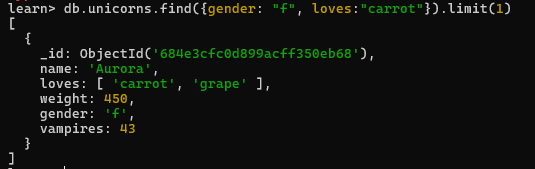 learn> db.unicorns.find({gender: "f", loves:"carrot"}).limit(1)
[
  {
    _id: ObjectId('684e3cfc0d899acff350eb68'),
    name: 'Aurora',
    loves: [ 'carrot', 'grape' ],
    weight: 450,
    gender: 'f',
    vampires: 43
  }
]